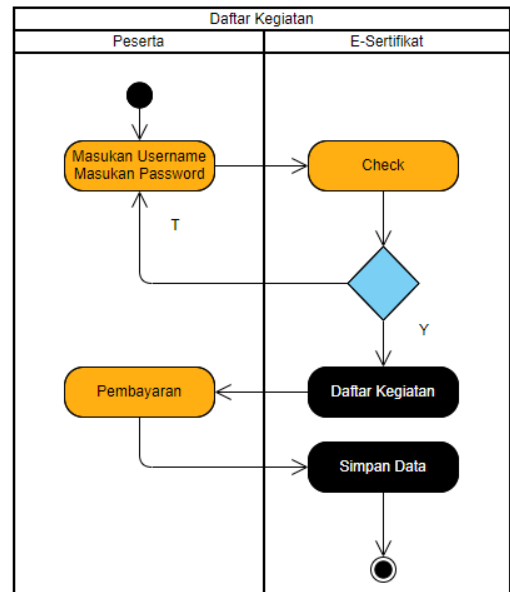 Daftar Kegiatan
Peserta
E-Sertifikat
Masukan Username
Masukan Password
Check
T
Y
Pembayaran
Daftar Kegiatan
Simpan Data